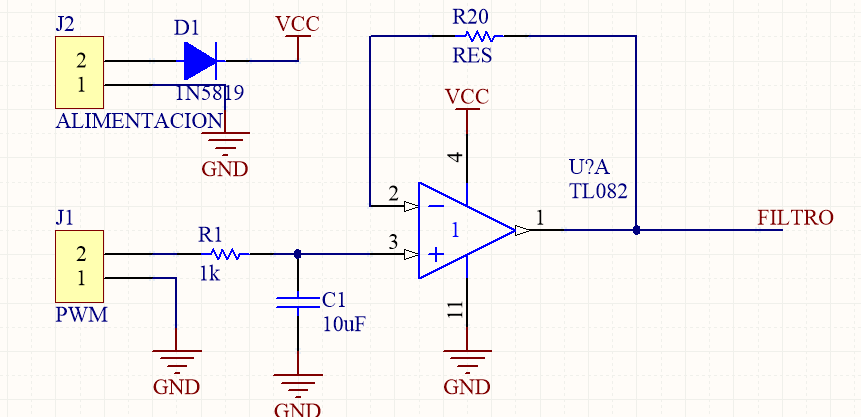 J2
2
1
ALIMENTACION
D1
1N5819
VCC
GND
R20
RES
VCC
4
2
3
1
1
11
U?A
TL082
FILTRO
GND
J1
2
1
PWM
R1
1k
GND
C1
10uF
GND